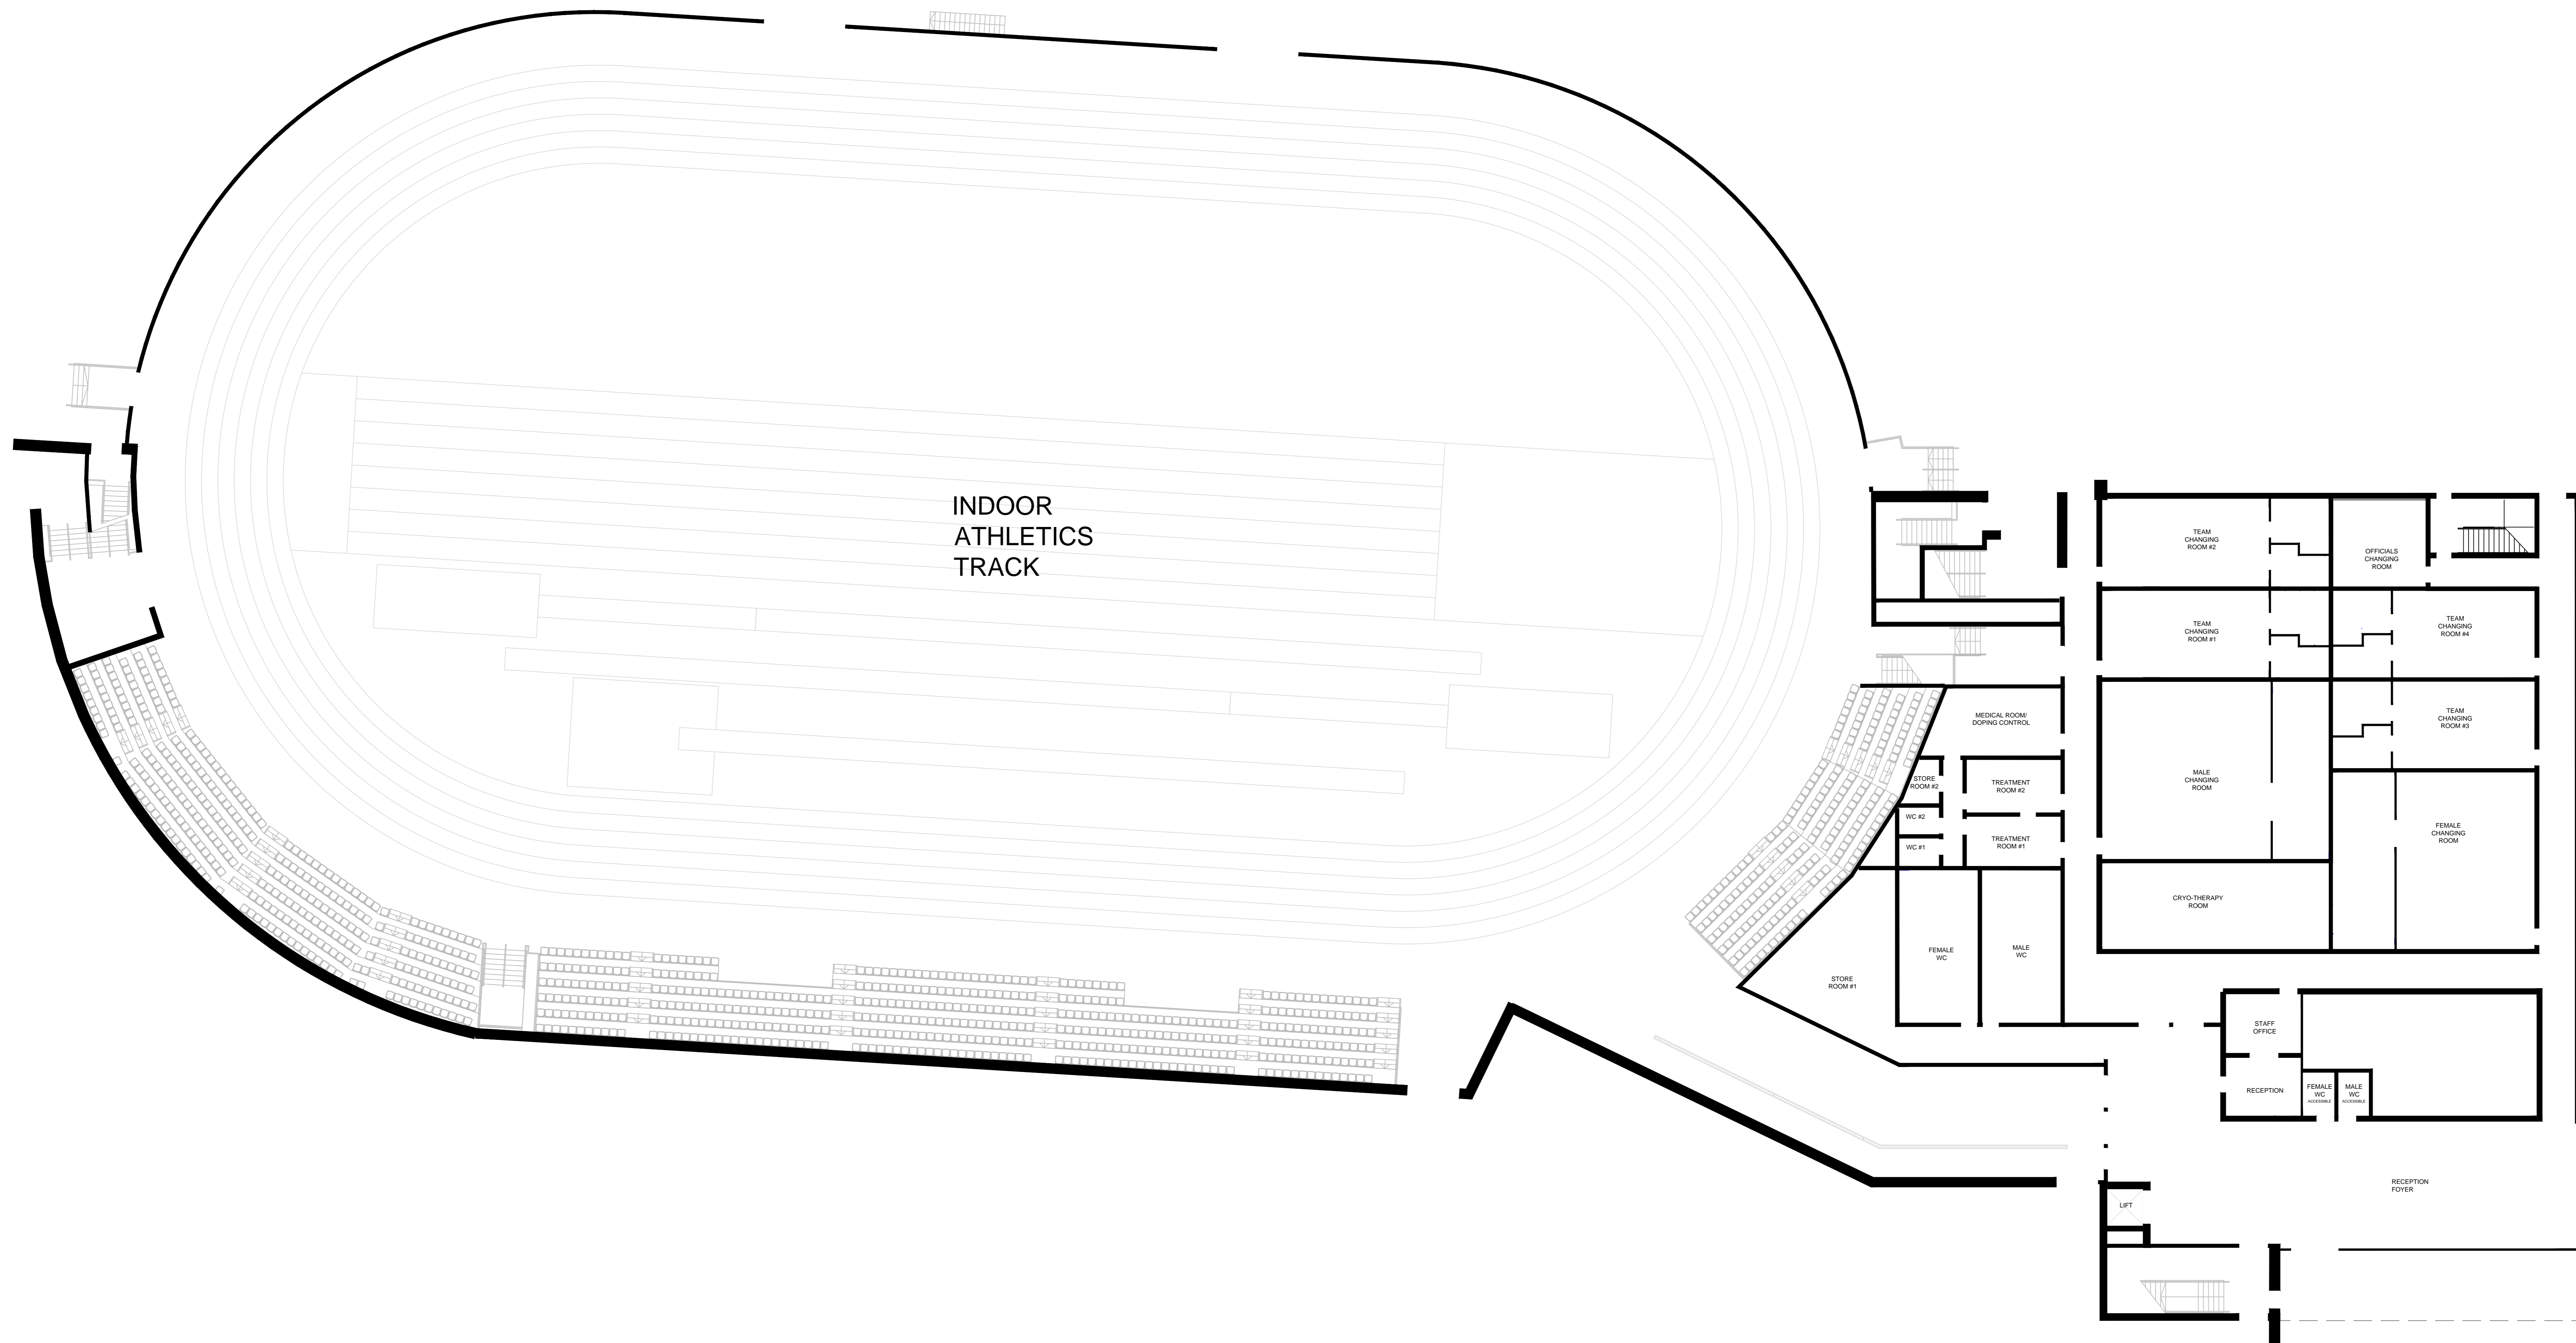 INDOOR
ATHLETICS
TRACK
TEAM
CHANGING
ROOM #2
OFFICIALS
CHANGING
ROOM
TEAM
CHANGING
ROOM #1
TEAM
CHANGING
ROOM #4
MEDICAL ROOM/
DOPING CONTROL
TEAM
CHANGING
ROOM #3
STORE
ROOM #2
TREATMENT
ROOM #2
MALE
CHANGING
ROOM
WC #2
FEMALE
CHANGING
ROOM
WC #1
TREATMENT
ROOM #1
CRYO-THERAPY
ROOM
FEMALE
WC
MALE
WC
STORE
ROOM #1
STAFF
OFFICE
RECEPTION
FEMALE
WC
ACCESSIBLE
MALE
WC
ACCESSIBLE
RECEPTION
FOYER
LIFT